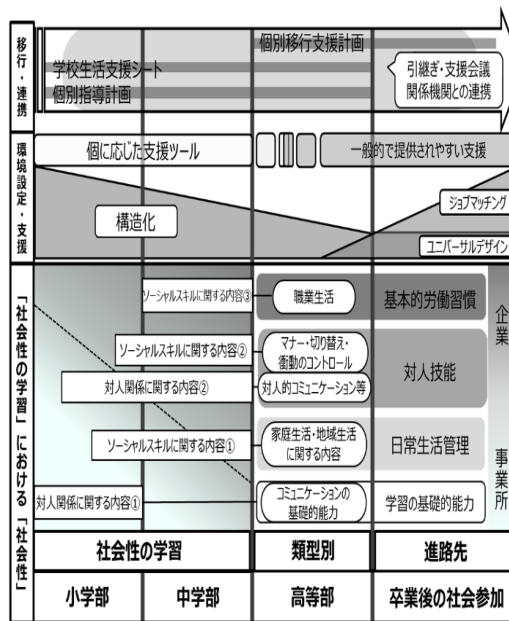 移行・連携
個別移行支援計画
学校生活支援シート
個別指導計画
引継ぎ・支援会議
関係機関との連携
環境設定・支援
個に応じた支援ツール
一般的で提供されやすい支援
構造化
ジョブマッチング
ユニバーサルデザイン
「社会性の学習」における「社会性」
ソーシャルスキルに関する内容③
職業生活
基本的労働習慣
企業
ソーシャルスキルに関する内容②
マナー・切り替え・
衝動のコントロール
対人技能
対人関係に関する内容②
対人的コミュニケーション等
ソーシャルスキルに関する内容①
家庭生活・地域生活
に関する内容
日常生活管理
事業所
対人関係に関する内容①
コミュニケーションの
基礎的能力
学習の基礎的能力
社会性の学習
類型別
進路先
小学部
中学部
高等部
卒業後の社会参加